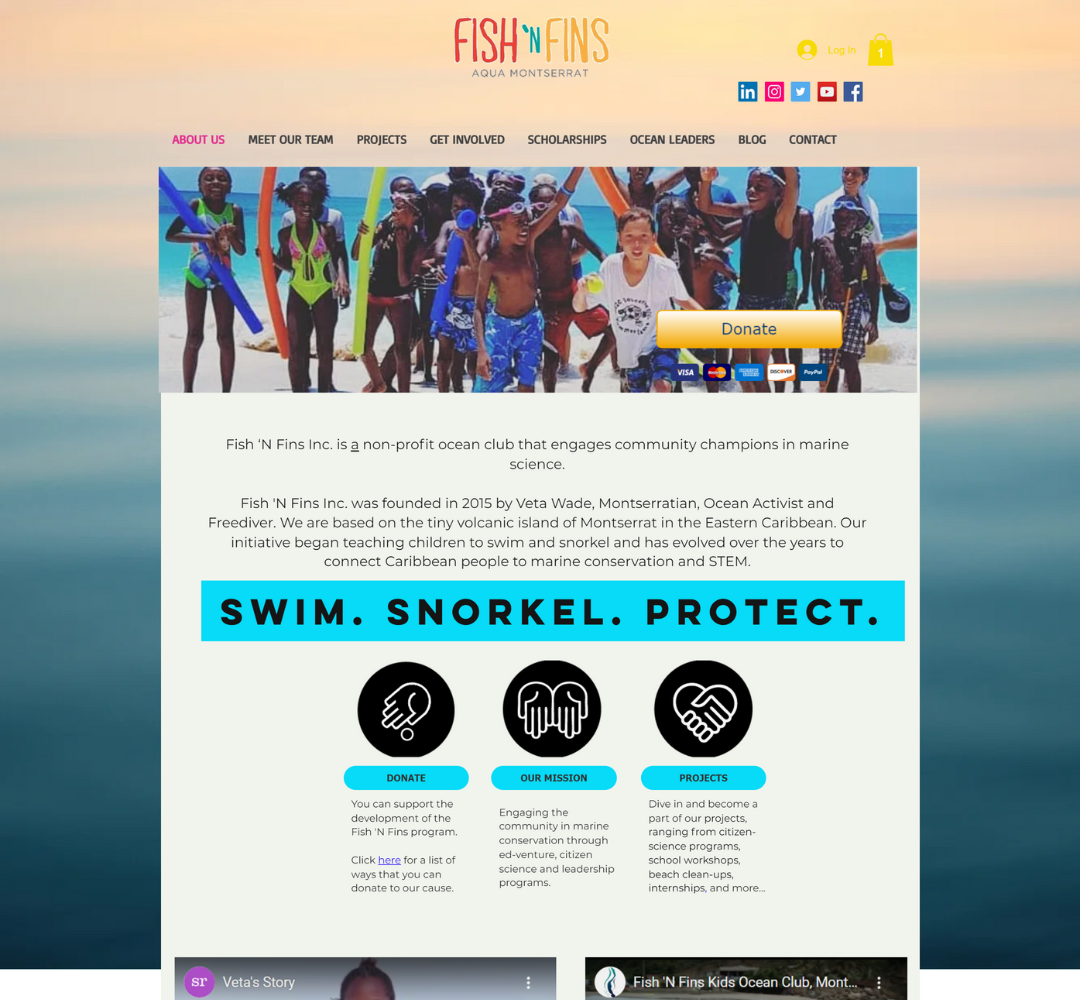 FISH 'N FINS
AQUA MONTSERRAT
Log In
1
ABOUT US MEET OUR TEAM PROJECTS GET INVOLVED SCHOLARSHIPS OCEAN LEADERS BLOG CONTACT
Donate
VISA MasterCard DISCOVER PayPal
Fish ‘N Fins Inc. is a non-profit ocean club that engages community champions in marine
science.
Fish 'N Fins Inc. was founded in 2015 by Veta Wade, Montserratian, Ocean Activist and
Freediver. We are based on the tiny volcanic island of Montserrat in the Eastern Caribbean. Our
initiative began teaching children to swim and snorkel and has evolved over the years to
connect Caribbean people to marine conservation and STEM.
SWIM. SNORKEL. PROTECT.
DONATE
You can support the
development of the
Fish 'N Fins program.
Click here for a list of
ways that you can
donate to our cause.
OUR MISSION
Engaging the
community in marine
conservation through
ed-venture, citizen
science and leadership
programs.
PROJECTS
Dive in and become a
part of our projects,
ranging from citizen-
science programs,
school workshops,
beach clean-ups,
internships, and more...
sr Veta's Story
Fish 'N Fins Kids Ocean Club, Mont...